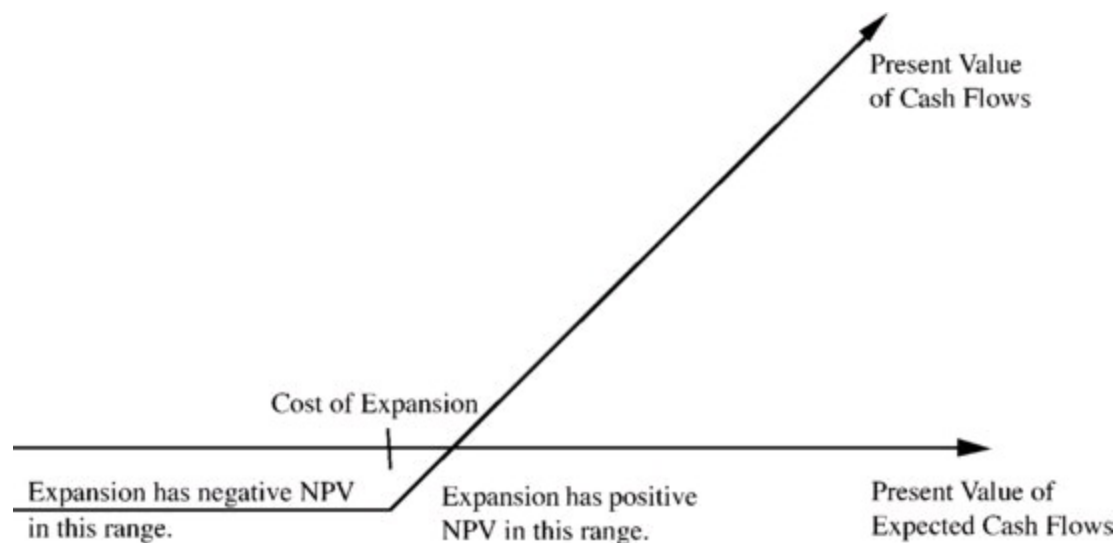 Present Value
of Cash Flows
Cost of Expansion
Expansion has negative NPV
in this range.
Expansion has positive
NPV in this range.
Present Value of
Expected Cash Flows